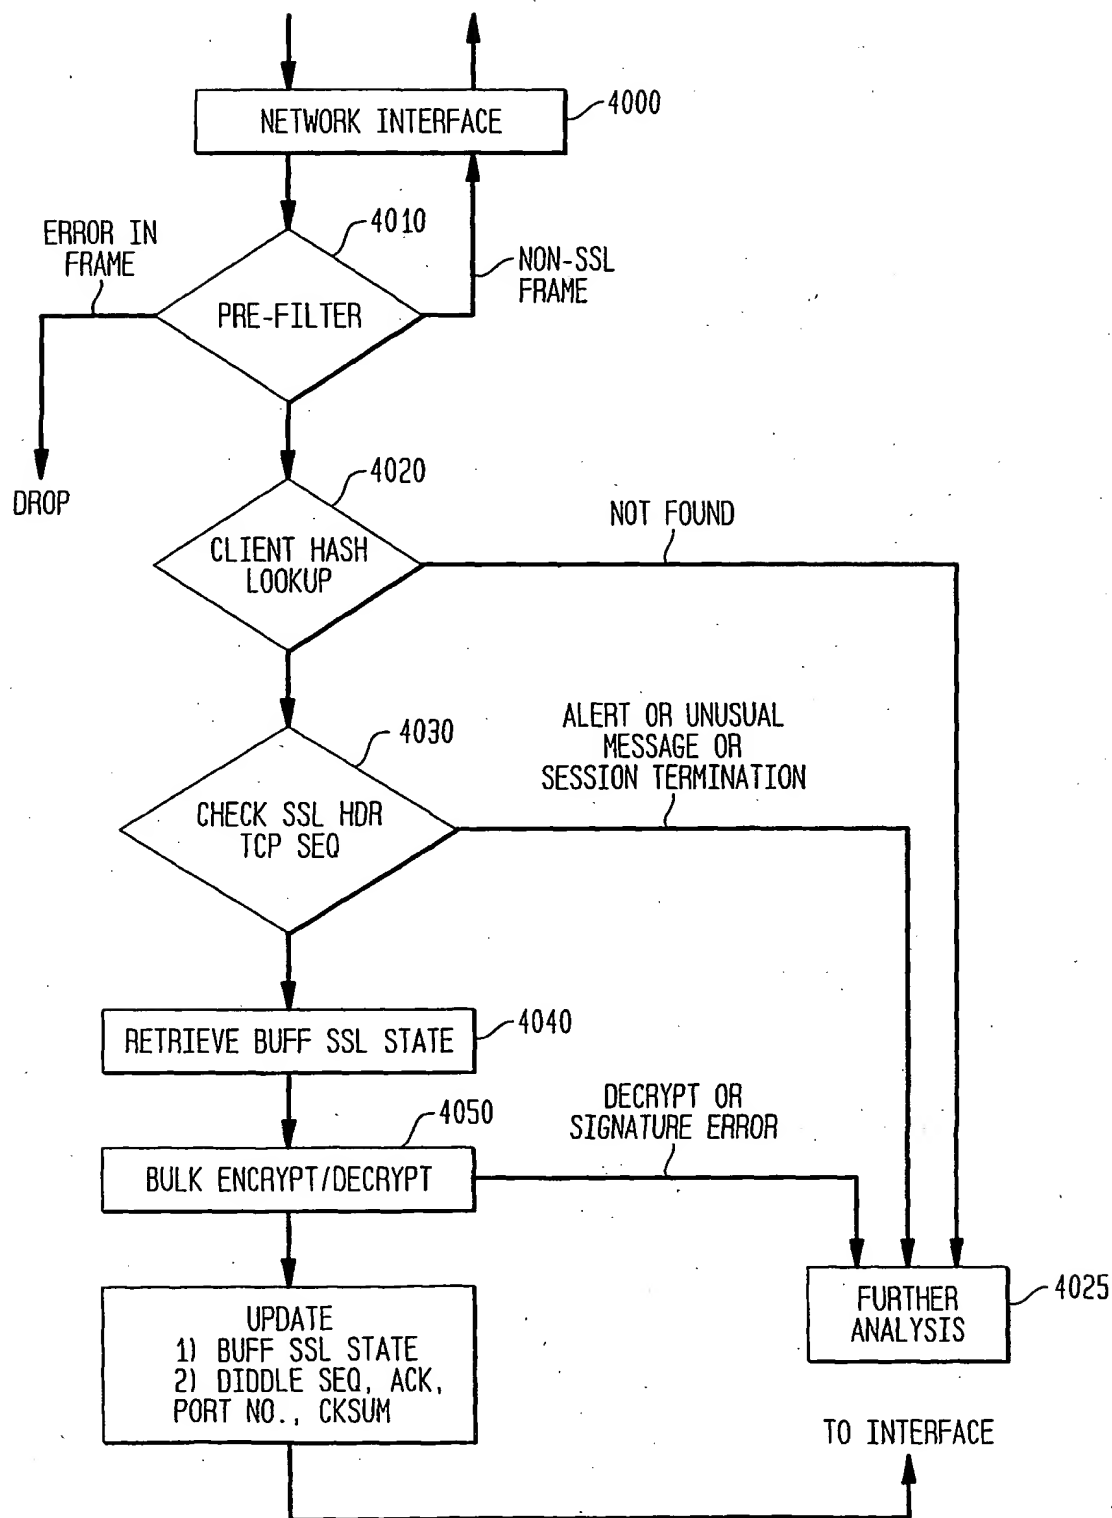 NETWORK INTERFACE
4000
4010
ERROR IN
FRAME
NON-SSL
FRAME
PRE-FILTER
DROP
4020
NOT FOUND
CLIENT HASH
LOOKUP
4030
ALERT OR UNUSUAL
MESSAGE OR
SESSION TERMINATION
CHECK SSL HDR
TCP SEQ
RETRIEVE BUFF SSL STATE
4040
4050
DECRYPT OR
SIGNATURE ERROR
BULK ENCRYPT/DECRYPT
FURTHER
ANALYSIS
4025
UPDATE
1) BUFF SSL STATE
2) DIDDLE SEQ, ACK,
PORT NO., CKSUM
TO INTERFACE